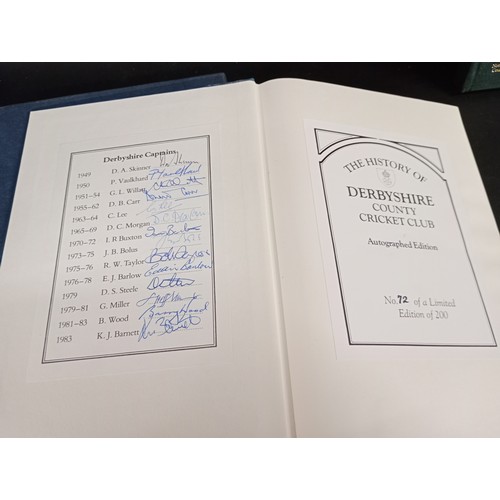 Derbyshire Captains
1949 D. A. Skinner
1950 P. Vaulkhard
1951–54 G. L. Willatt
1955–62 D. B. Carr
1963–64 C. Lee
1965–69 D. C. Morgan
1970–72 I. R Buxton
1973–75 J. B. Bolus
1975–76 R. W. Taylor
1976–78 E. J. Barlow
1979 D. S. Steele
1979–81 G. Miller
1981–83 B. Wood
1983 K. J. Barnett
THE HISTORY OF
DERBYSHIRE
COUNTY
CRICKET CLUB
Autographed Edition
No. 72 of a Limited
Edition of 200